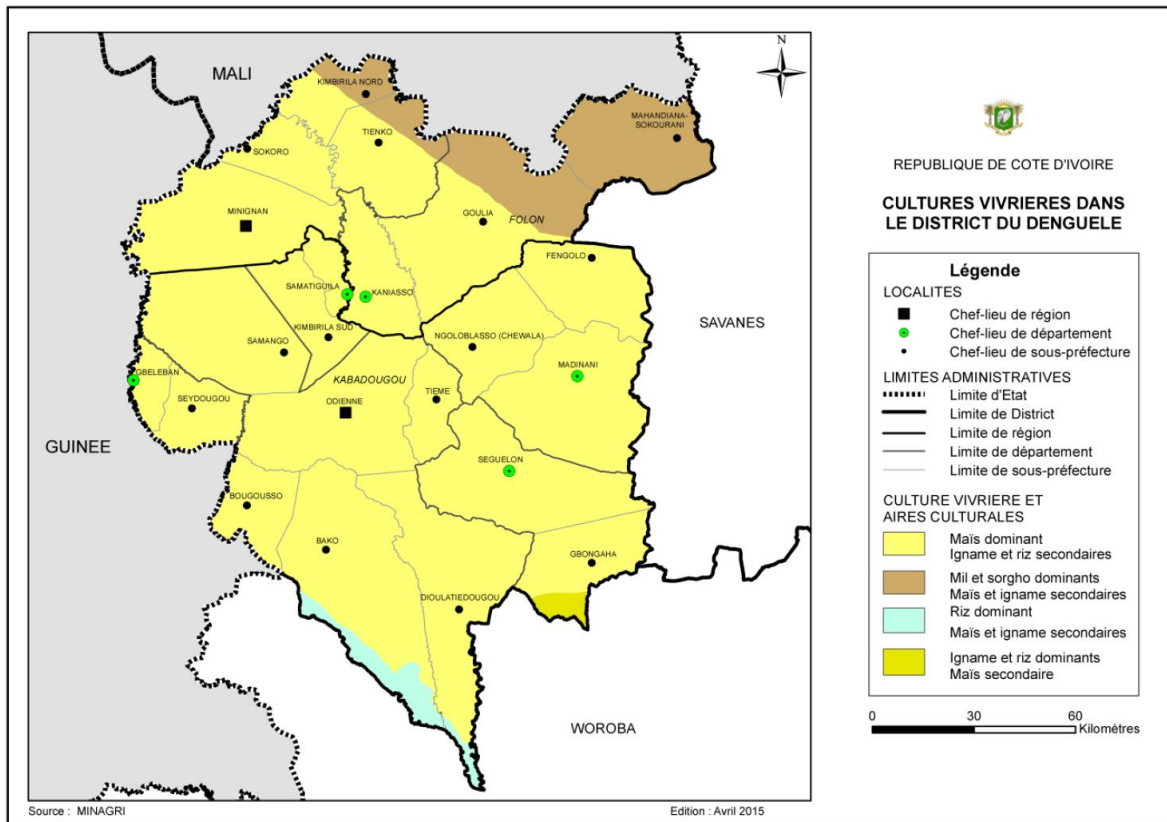 MALI
N
KIMBIRILA NORD
MAHANDIANA-
SOKOURANI
TIENKO
SOKORO
MINIGNAN
GOULIA
FOLON
FENGOLO
SAMATIGUILA
KANIASSO
SAVANES
KIMBIRILA SUD
NGOLOBLASSO (CHEWALA)
SAMANGO
MADINANI
GBELEBAN
KABADOUGOU
TIEME
SEYDOUGOU
ODIENNE
GUINEE
SEGUELON
BOUGOUSSO
BAKO
GBONGAHA
DIOULATIEDOUGOU
WOROBA
Source : MINAGRI
Edition : Avril 2015
REPUBLIQUE DE COTE D'IVOIRE
CULTURES VIVRIERES DANS
LE DISTRICT DU DENGUELE
Légende
LOCALITES
Chef-lieu de région
Chef-lieu de département
Chef-lieu de sous-préfecture
LIMITES ADMINISTRATIVES
Limite d'Etat
Limite de District
Limite de région
Limite de département
Limite de sous-préfecture
CULTURE VIVRIERE ET
AIRES CULTURALES
Maïs dominant
Igname et riz secondaires
Mil et sorgho dominants
Maïs et igname secondaires
Riz dominant
Maïs et igname secondaires
Igname et riz dominants
Maïs secondaire
0 30 60
Kilomètres